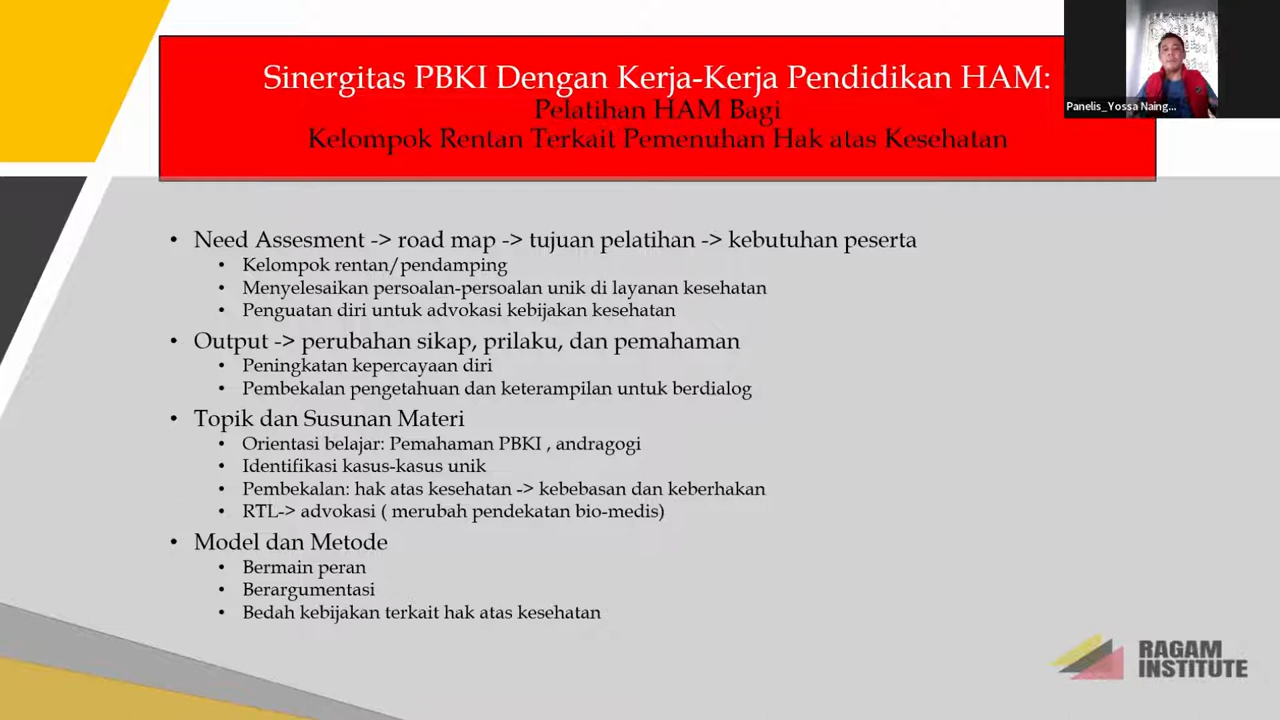 Sinergitas PBKI Dengan Kerja-Kerja Pendidikan HAM:
Pelatihan HAM Bagi
Kelompok Rentan Terkait Pemenuhan Hak atas Kesehatan
Panelis_Yossa Naing...
• Need Assesment -> road map -> tujuan pelatihan -> kebutuhan peserta
• Kelompok rentan/pendamping
• Menyelesaikan persoalan-persoalan unik di layanan kesehatan
• Penguatan diri untuk advokasi kebijakan kesehatan
• Output -> perubahan sikap, prilaku, dan pemahaman
• Peningkatan kepercayaan diri
• Pembekalan pengetahuan dan keterampilan untuk berdialog
• Topik dan Susunan Materi
• Orientasi belajar: Pemahaman PBKI , andragogi
• Identifikasi kasus-kasus unik
• Pembekalan: hak atas kesehatan -> kebebasan dan keberhakan
• RTL-> advokasi ( merubah pendekatan bio-medis)
• Model dan Metode
• Bermain peran
• Berargumentasi
• Bedah kebijakan terkait hak atas kesehatan
RAGAM
INSTITUTE